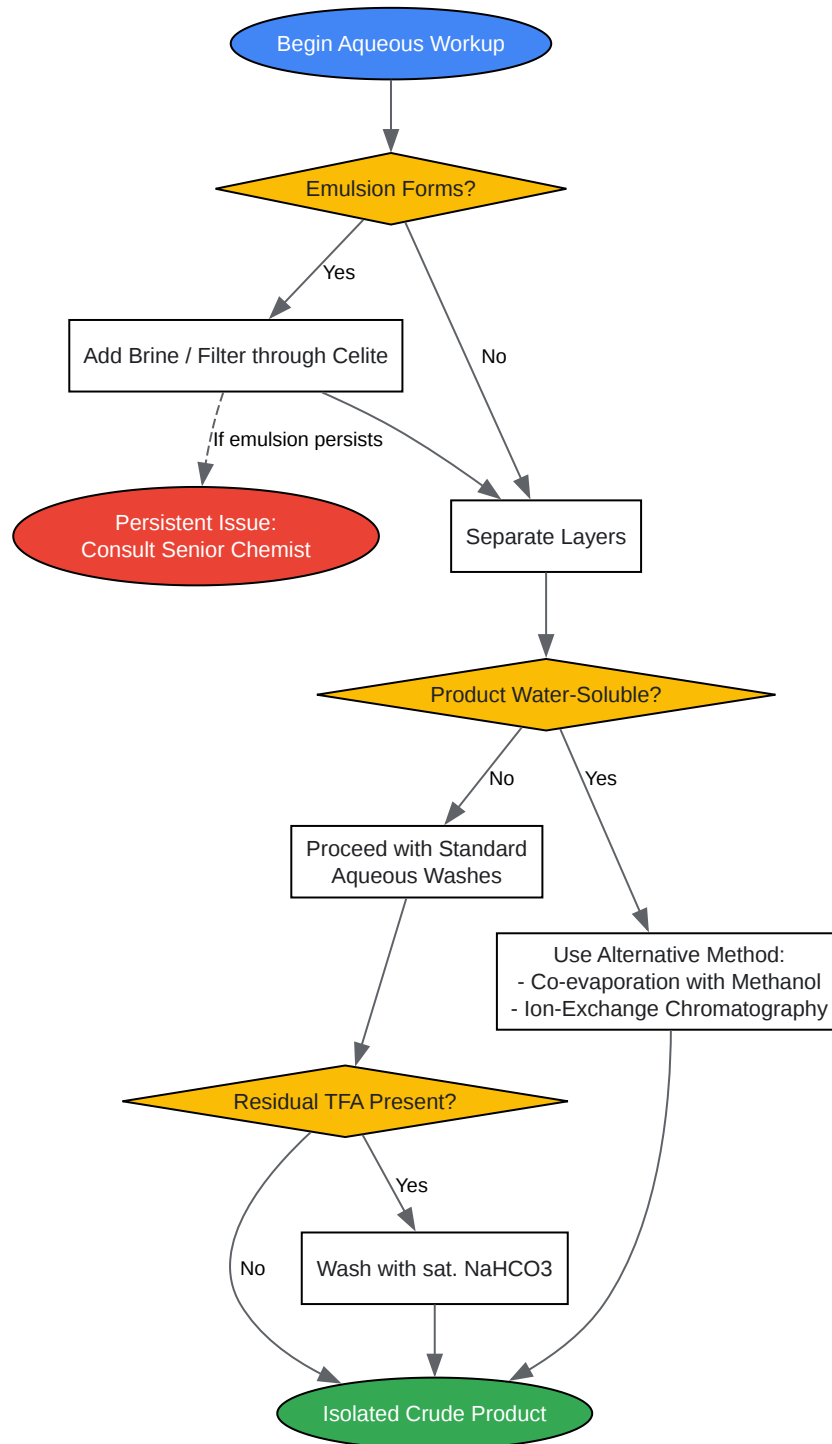 Begin Aqueous Workup
Emulsion Forms?
Yes
Add Brine / Filter through Celite
No
If emulsion persists
Persistent Issue:
Consult Senior Chemist
Separate Layers
Product Water-Soluble?
No
Yes
Proceed with Standard
Aqueous Washes
Use Alternative Method:
- Co-evaporation with Methanol
- Ion-Exchange Chromatography
Residual TFA Present?
Yes
No
Wash with sat. NaHCO3
Isolated Crude Product